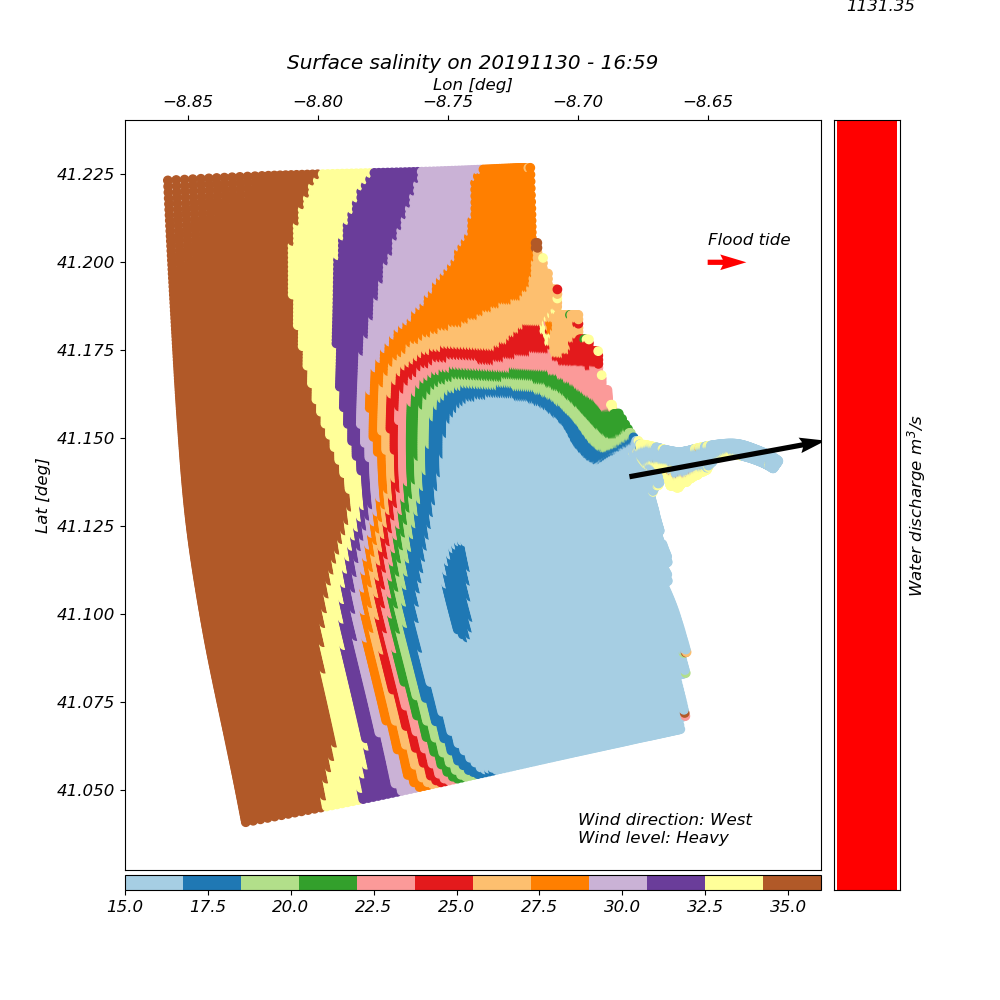 1131.35
Surface salinity on 20191130 - 16:59
Lon [deg]
−8.85 −8.80 −8.75 −8.70 −8.65
41.225
41.200
41.175
41.150
41.125
41.100
41.075
41.050
Lat [deg]
Flood tide
Water discharge m³/s
Wind direction: West
Wind level: Heavy
15.0 17.5 20.0 22.5 25.0 27.5 30.0 32.5 35.0